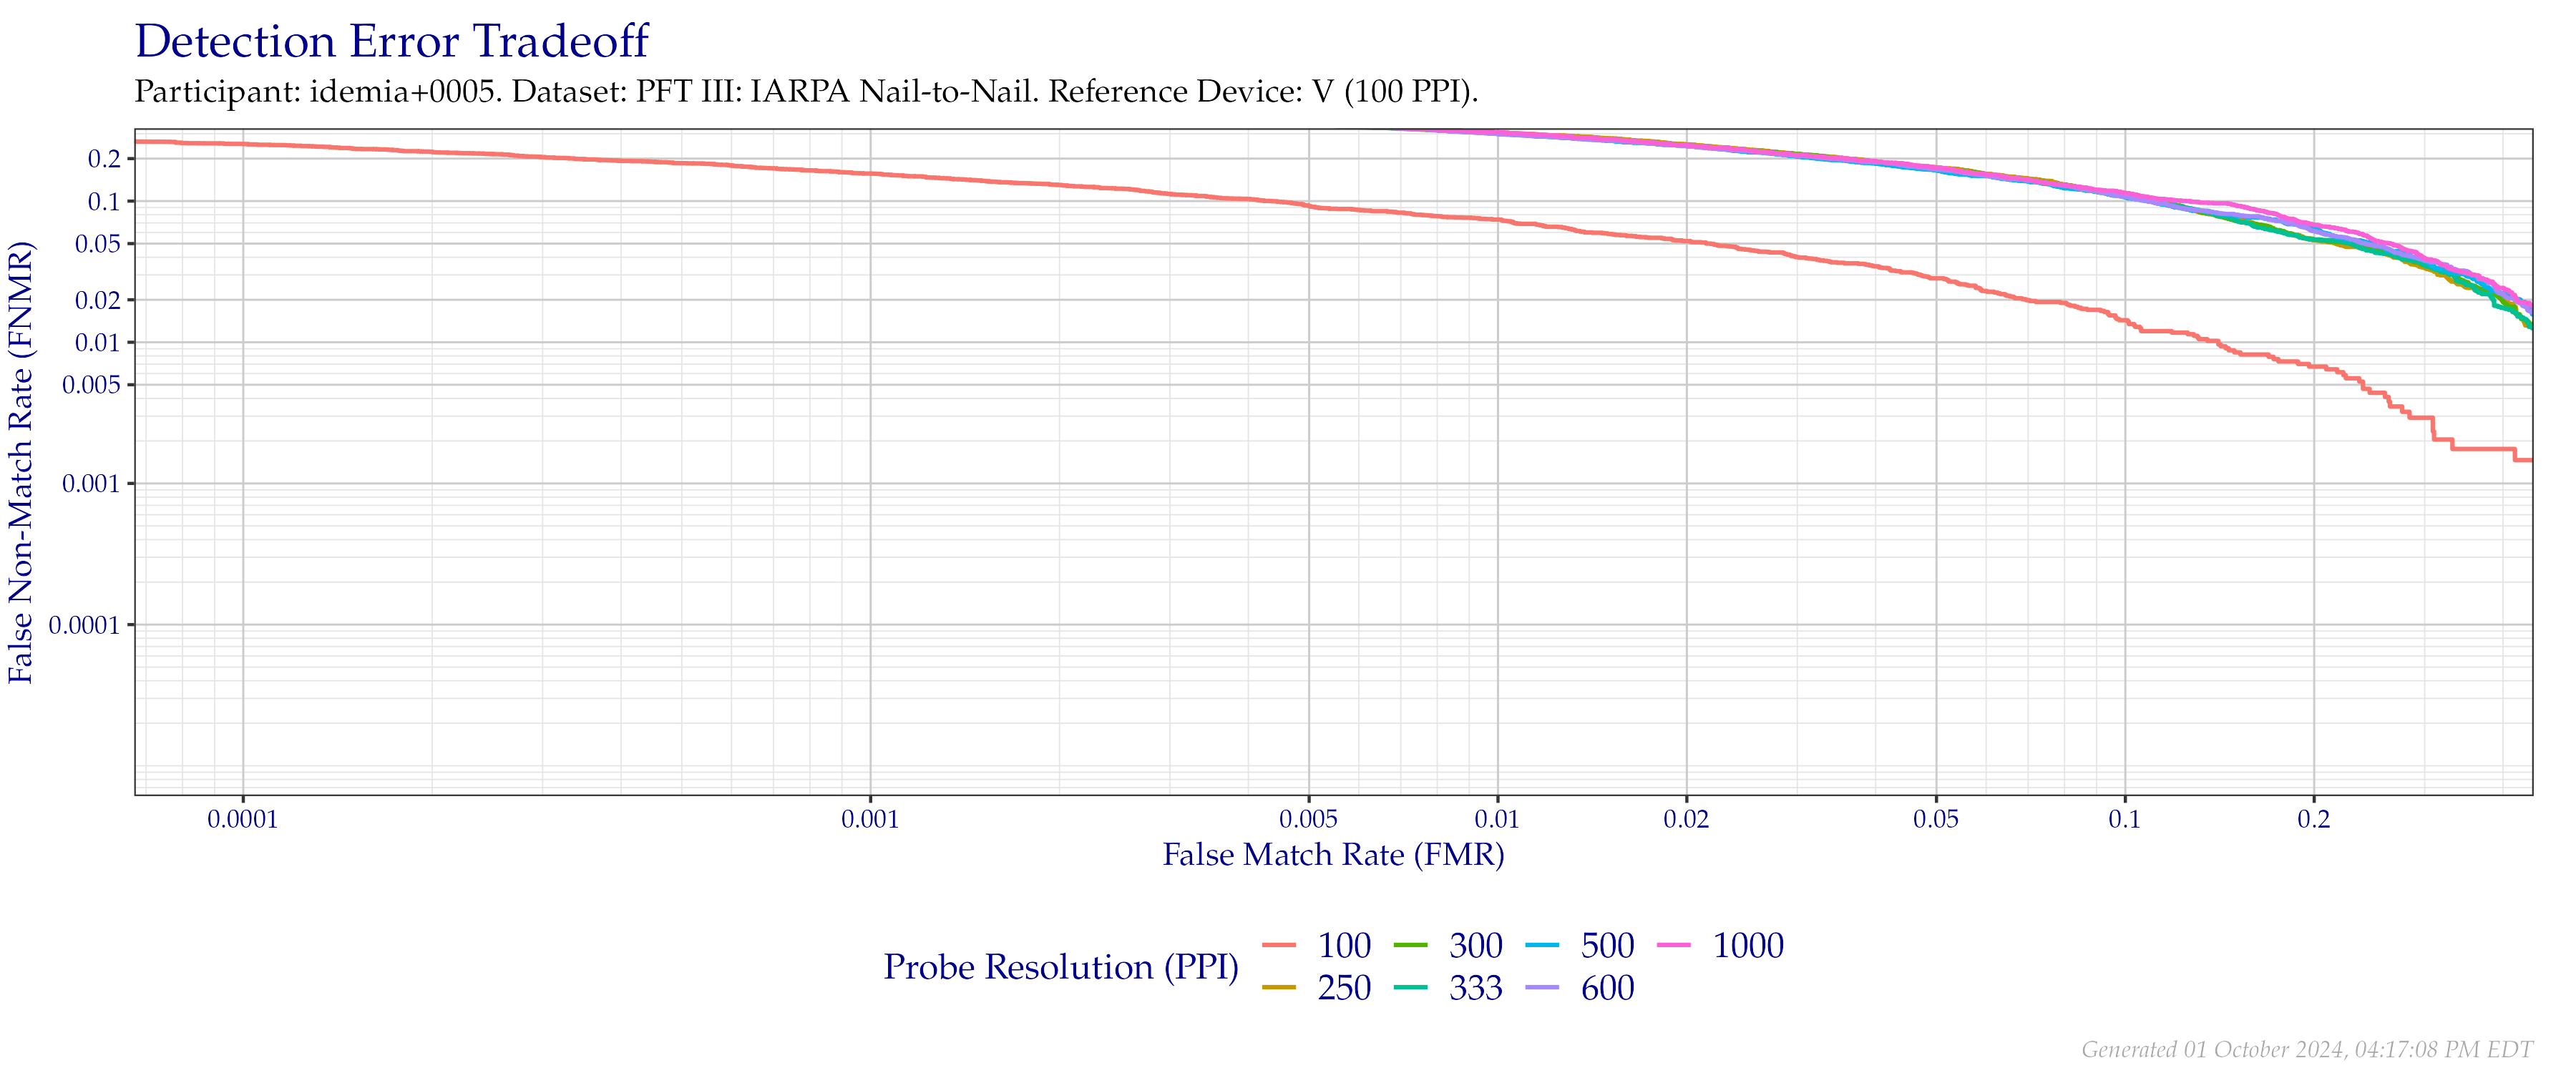 Detection Error Tradeoff
Participant: idemia+0005. Dataset: PFT III: IARPA Nail-to-Nail. Reference Device: V (100 PPI).
False Non-Match Rate (FNMR)
0.2
0.1
0.05
0.02
0.01
0.005
0.001
0.0001
0.0001 0.001 0.005 0.01 0.02 0.05 0.1 0.2
False Match Rate (FMR)
Probe Resolution (PPI)
100 300 500 1000
250 333 600
Generated 01 October 2024, 04:17:08 PM EDT